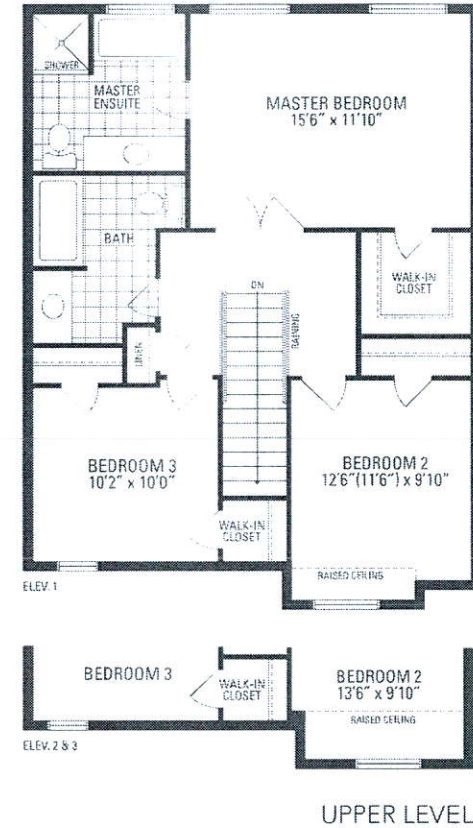 SHOWER
MASTER
ENSUITE
MASTER BEDROOM
15'6" x 11'10"
BATH
WALK-IN
CLOSET
DN
RAILING
LINEN
BEDROOM 3
10'2" x 10'0"
BEDROOM 2
12'6"(11'6") x 9'10"
WALK-IN
CLOSET
RAISED CEILING
ELEV. 1
BEDROOM 3
WALK-IN
CLOSET
BEDROOM 2
13'6" x 9'10"
RAISED CEILING
ELEV. 2 & 3
UPPER LEVEL